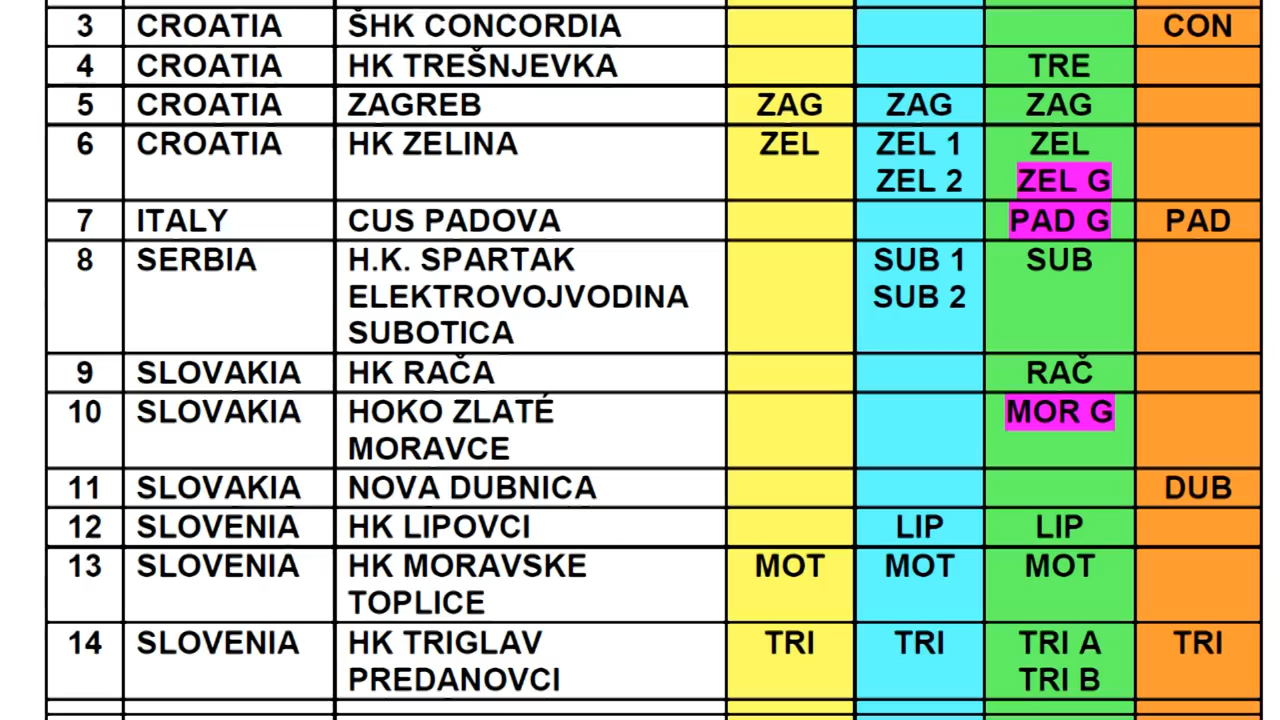 3 CROATIA ŠHK CONCORDIA CON
4 CROATIA HK TREŠNJEVKA TRE
5 CROATIA ZAGREB ZAG ZAG ZAG
6 CROATIA HK ZELINA ZEL ZEL 1 ZEL
ZEL 2 ZEL G
7 ITALY CUS PADOVA PAD G PAD
8 SERBIA H.K. SPARTAK SUB 1 SUB
ELEKTROVOJVODINA SUB 2
SUBOTICA
9 SLOVAKIA HK RAČA RAČ
10 SLOVAKIA HOKO ZLATÉ MOR G
MORAVCE
11 SLOVAKIA NOVA DUBNICA DUB
12 SLOVENIA HK LIPOVCI LIP LIP
13 SLOVENIA HK MORAVSKE MOT MOT MOT
TOPLICE
14 SLOVENIA HK TRIGLAV TRI TRI TRI A TRI
PREDANOVCI TRI B